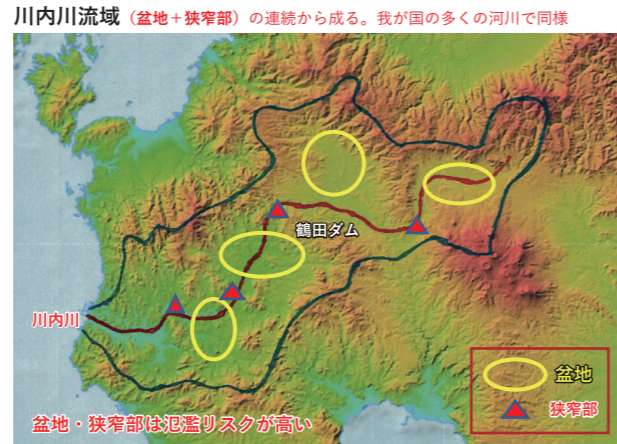 川内川流域（盆地＋狭窄部）の連続から成る。我が国の多くの河川で同様
鶴田ダム
川内川
盆地
狭窄部
盆地・狭窄部は氾濫リスクが高い